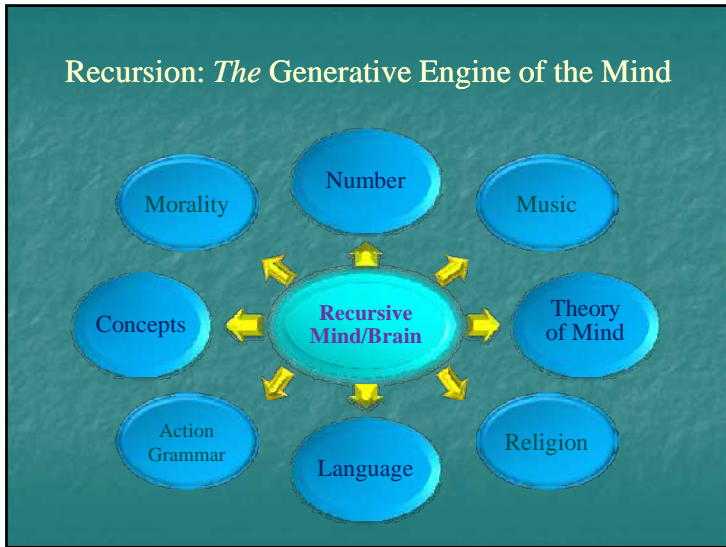 Recursion: The Generative Engine of the Mind
Number
Morality
Music
Concepts
Recursive
Mind/Brain
Theory
of Mind
Action
Grammar
Language
Religion